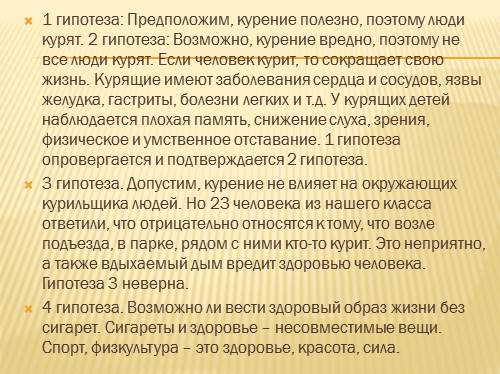 1 гипотеза: Предположим, курение полезно, поэтому люди
курят. 2 гипотеза: Возможно, курение вредно, поэтому не
все люди курят. Если человек курит, то сокращает свою
жизнь. Курящие имеют заболевания сердца и сосудов, язвы
желудка, гастриты, болезни легких и т.д. У курящих детей
наблюдается плохая память, снижение слуха, зрения,
физическое и умственное отставание. 1 гипотеза
опровергается и подтверждается 2 гипотеза.
3 гипотеза. Допустим, курение не влияет на окружающих
курильщика людей. Но 23 человека из нашего класса
ответили, что отрицательно относятся к тому, что возле
подъезда, в парке, рядом с ними кто-то курит. Это неприятно,
а также вдыхаемый дым вредит здоровью человека.
Гипотеза 3 неверна.
4 гипотеза. Возможно ли вести здоровый образ жизни без
сигарет. Сигареты и здоровье – несовместимые вещи.
Спорт, физкультура – это здоровье, красота, сила.